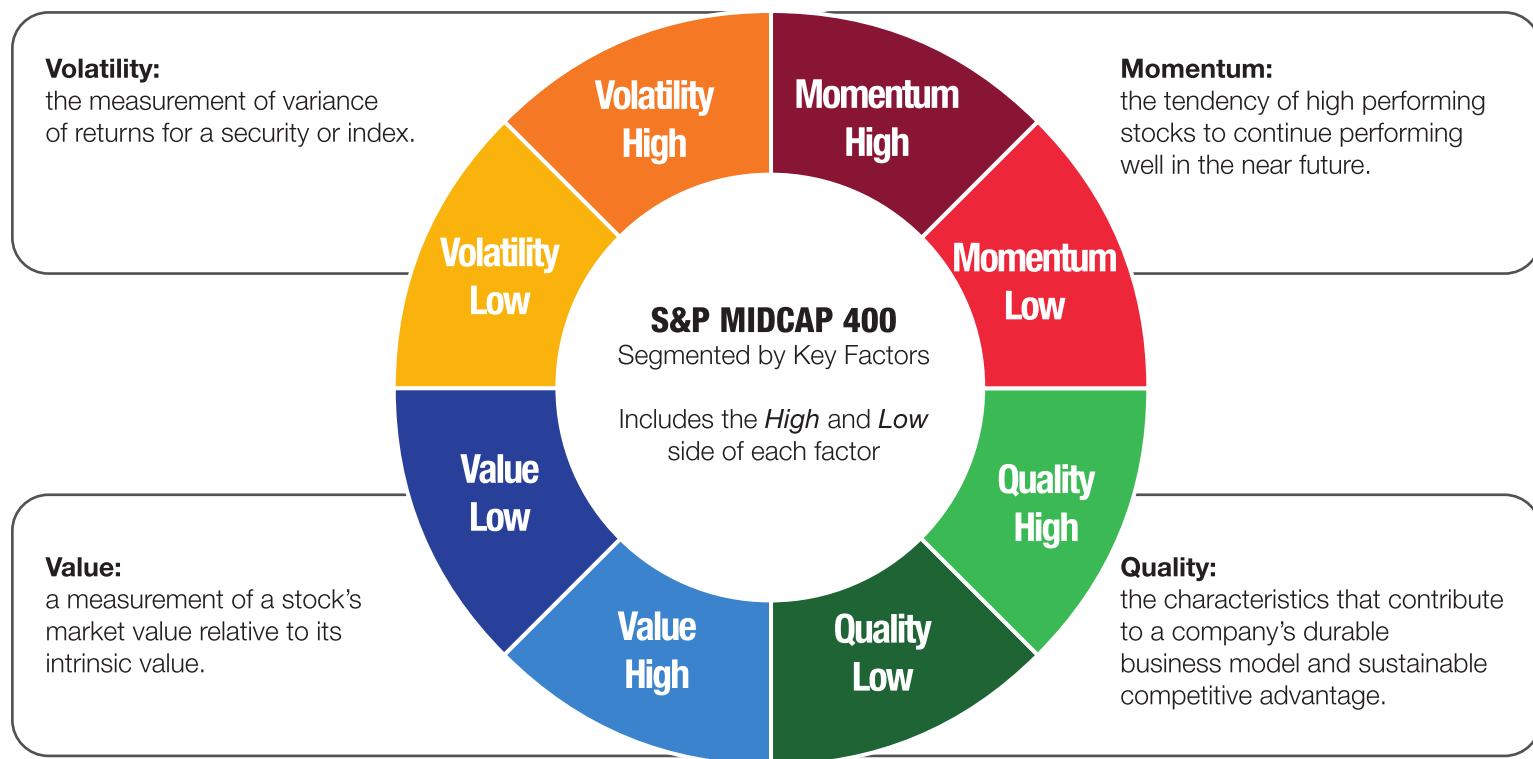 Volatility:
the measurement of variance
of returns for a security or index.
Volatility
High
Momentum
High
Momentum:
the tendency of high performing
stocks to continue performing
well in the near future.
Volatility
Low
Momentum
Low
S&P MIDCAP 400
Segmented by Key Factors
Includes the High and Low
side of each factor
Value
Low
Quality
High
Value:
a measurement of a stock’s
market value relative to its
intrinsic value.
Value
High
Quality
Low
Quality:
the characteristics that contribute
to a company’s durable
business model and sustainable
competitive advantage.